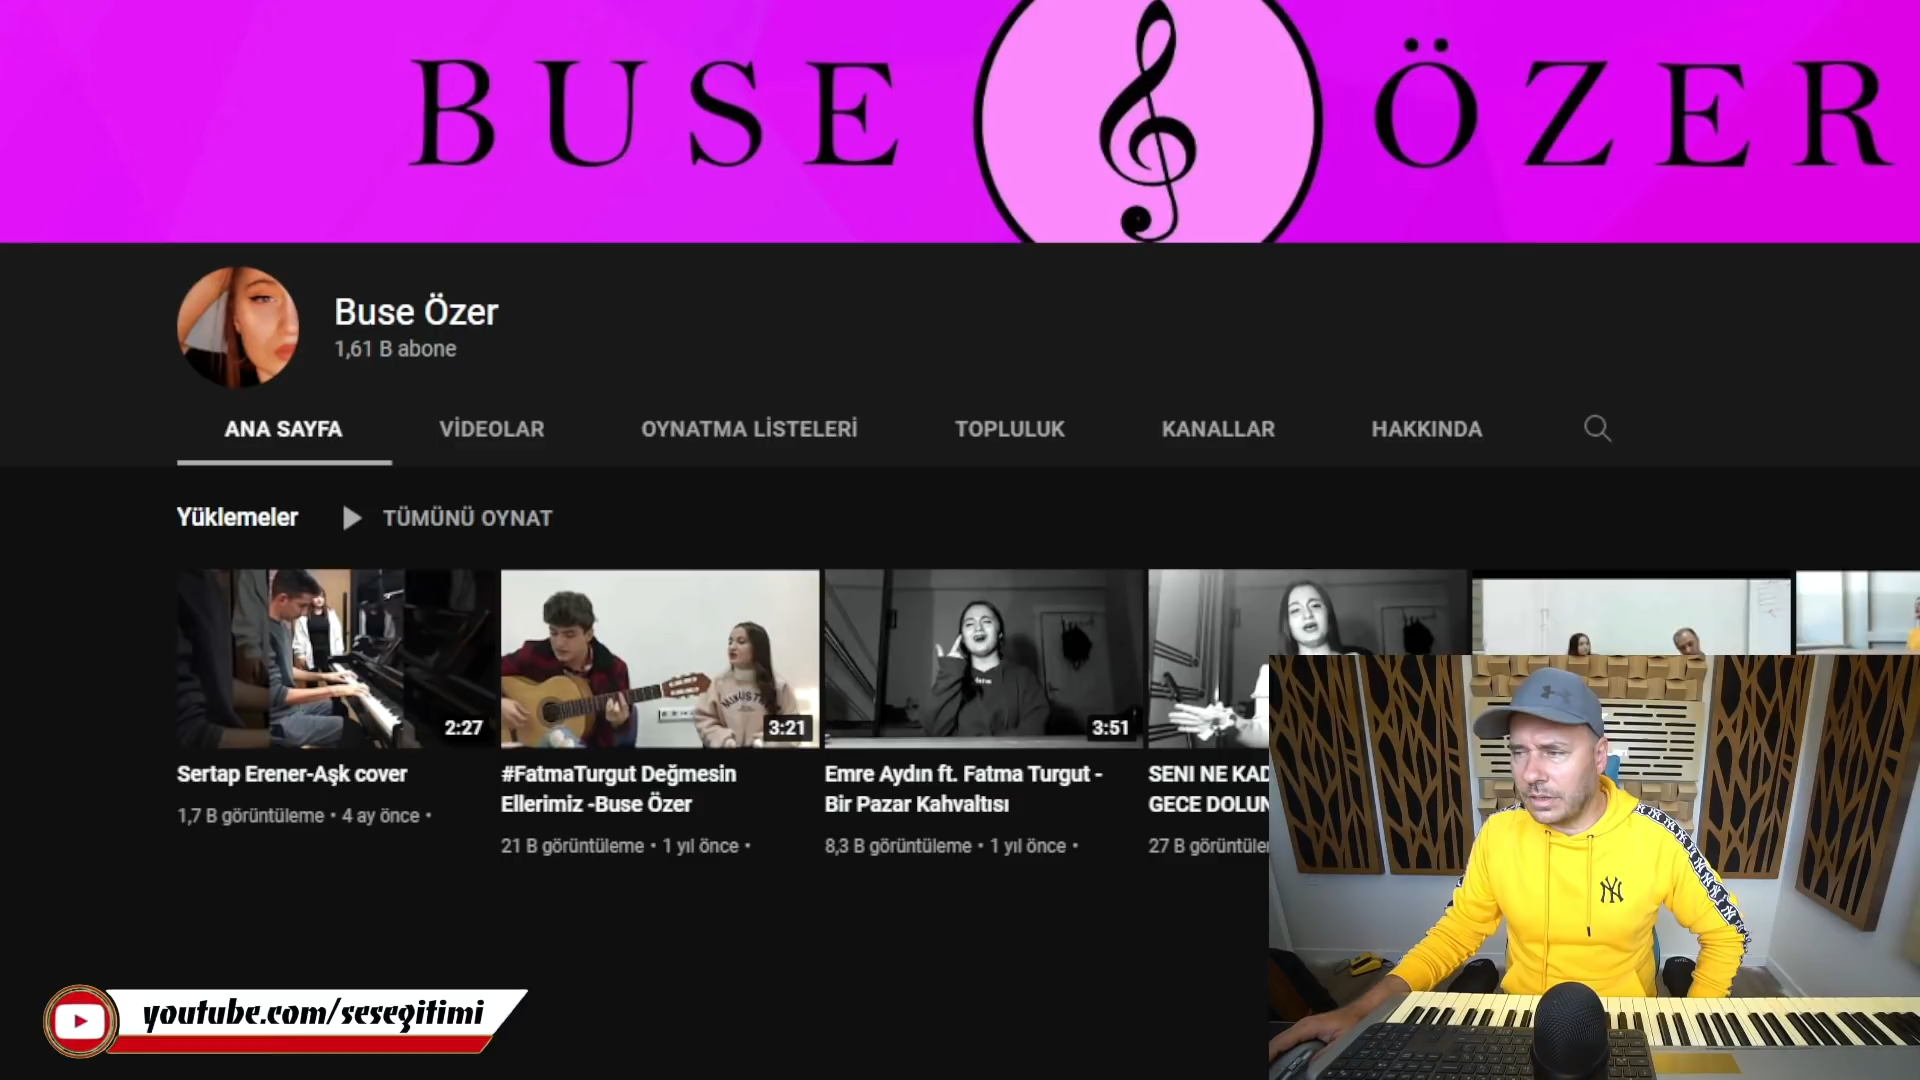 BUSE ÖZER
Buse Özer
1,61 B abone
ANA SAYFA VİDEOLAR OYNATMA LİSTELERİ TOPLULUK KANALLAR HAKKINDA
Yüklemeler TÜMÜNÜ OYNAT
2:27 3:21 3:51
Sertap Erener-Aşk cover
1,7 B görüntüleme • 4 ay önce •
#FatmaTurgut Değmesin
Ellerimiz -Buse Özer
21 B görüntüleme • 1 yıl önce •
Emre Aydın ft. Fatma Turgut -
Bir Pazar Kahvaltısı
8,3 B görüntüleme • 1 yıl önce •
SENI NE
GECE
27 B
NY
youtube.com/sesegitimi